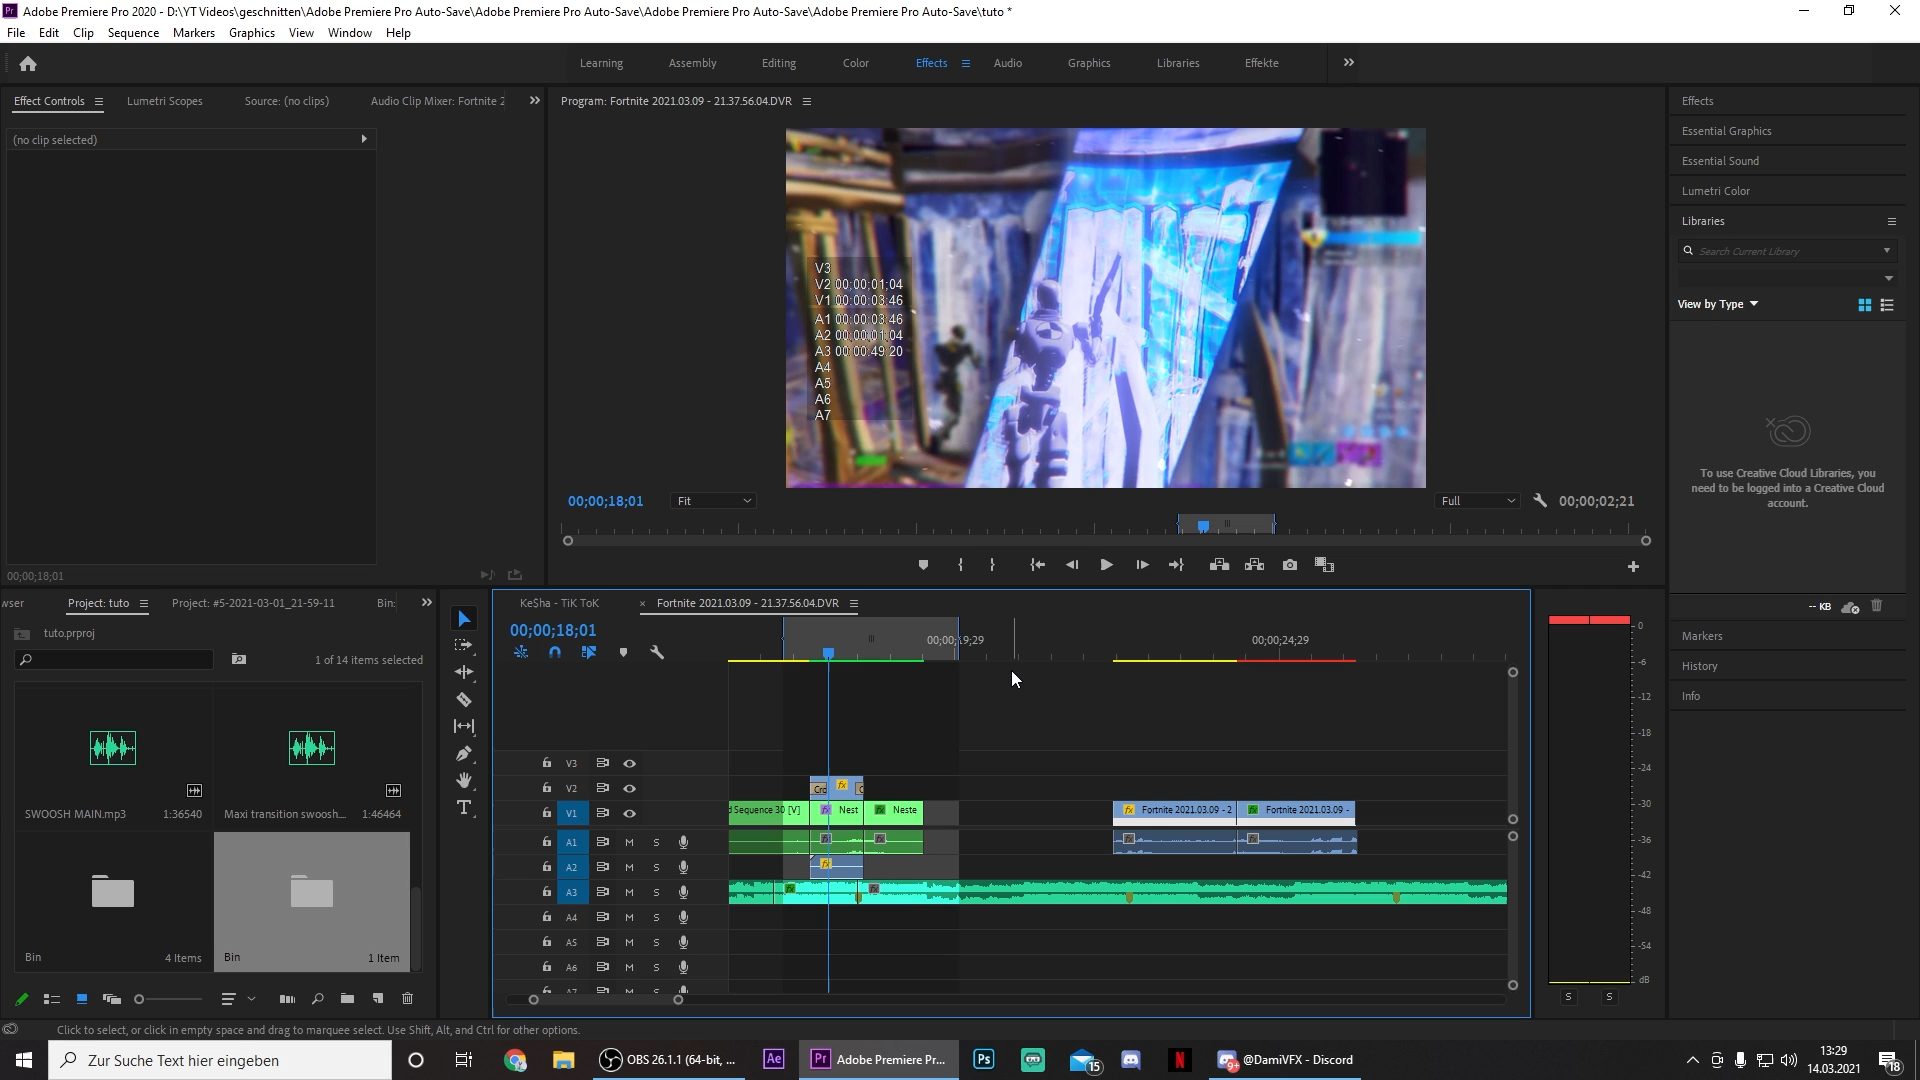 Adobe Premiere Pro 2020 - D:\YT Videos\geschnitten\Adobe Premiere Pro Auto-Save\Adobe Premiere Pro Auto-Save\Adobe Premiere Pro Auto-Save\Adobe Premiere Pro Auto-Save\tuto *
File Edit Clip Sequence Markers Graphics View Window Help
Learning Assembly Editing Color Effects Audio Graphics Libraries Effekte
Effect Controls Lumetri Scopes Source: (no clips) Audio Clip Mixer: Fortnite 2
(no clip selected)
00;00;18;01
Program: Fortnite 2021.03.09 - 21.37.56.04.DVR
V3
V2 00;00;01;04
V1 00:00:03:46
A1 00:00:03:46
A2 00:00:01:04
A3 00:00:49:20
A4
A5
A6
A7
00;00;18;01 Fit Full 00;00;02;21
Effects
Essential Graphics
Essential Sound
Lumetri Color
Libraries
Search Current Library
View by Type
To use Creative Cloud Libraries, you
need to be logged into a Creative Cloud
account.
-- KB
Markers
History
Info
wser Project: tuto Project: #5-2021-03-01_21-59-11 Bin:
tuto.prproj
1 of 14 items selected
SWOOSH MAIN.mp3 1:36540
Maxi transition swoosh... 1:46464
Bin 4 Items
Bin 1 Item
Ke$ha - TiK ToK Fortnite 2021.03.09 - 21.37.56.04.DVR
00;00;18;01
00;00;19;29 00;00;24;29
V3
V2 Cro fx C
V1 d Sequence 30 [V] fx Nest fx Neste fx Fortnite 2021.03.09 - 2 fx Fortnite 2021.03.09 -
A1 M S
A2 M S fx
A3 M S fx
A4 M S
A5 M S
A6 M S
A7 M S
0
-6
-12
-18
-24
-30
-36
-42
-48
-54
dB
S S
Click to select, or click in empty space and drag to marquee select. Use Shift, Alt, and Ctrl for other options.
Zur Suche Text hier eingeben
OBS 26.1.1 (64-bit, ...
Ae
Pr Adobe Premiere Pr...
Ps
15
N
9+ @DamiVFX - Discord
13:29
14.03.2021
18